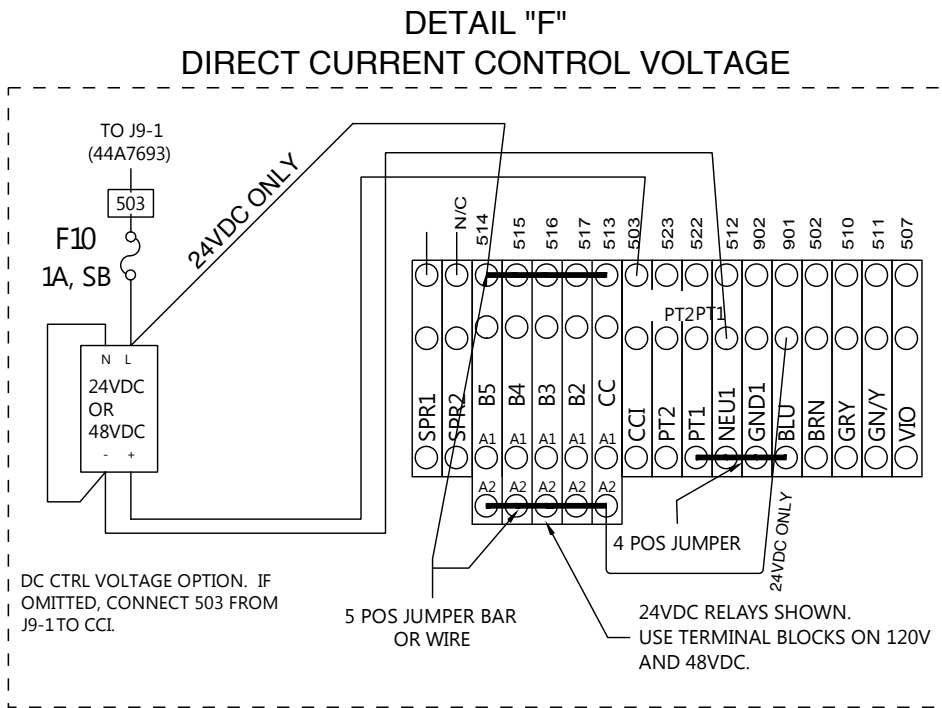 DETAIL "F"
DIRECT CURRENT CONTROL VOLTAGE
TO J9-1
(44A7693)
503
F10
1A, SB
24VDC ONLY
N L
24VDC
OR
48VDC
- +
N/C
514
515
516
517
513
503
523
522
512
902
901
502
510
511
507
PT2 PT1
SPR1
SPR2
B5
B4
B3
B2
CC
CCI
PT2
PT1
NEU1
GND1
BLU
BRN
GRY
GN/Y
VIO
A1 A1 A1 A1 A1
A2 A2 A2 A2 A2
4 POS JUMPER
24VDC ONLY
DC CTRL VOLTAGE OPTION. IF
OMITTED, CONNECT 503 FROM
J9-1TO CCI.
5 POS JUMPER BAR
OR WIRE
24VDC RELAYS SHOWN.
USE TERMINAL BLOCKS ON 120V
AND 48VDC.